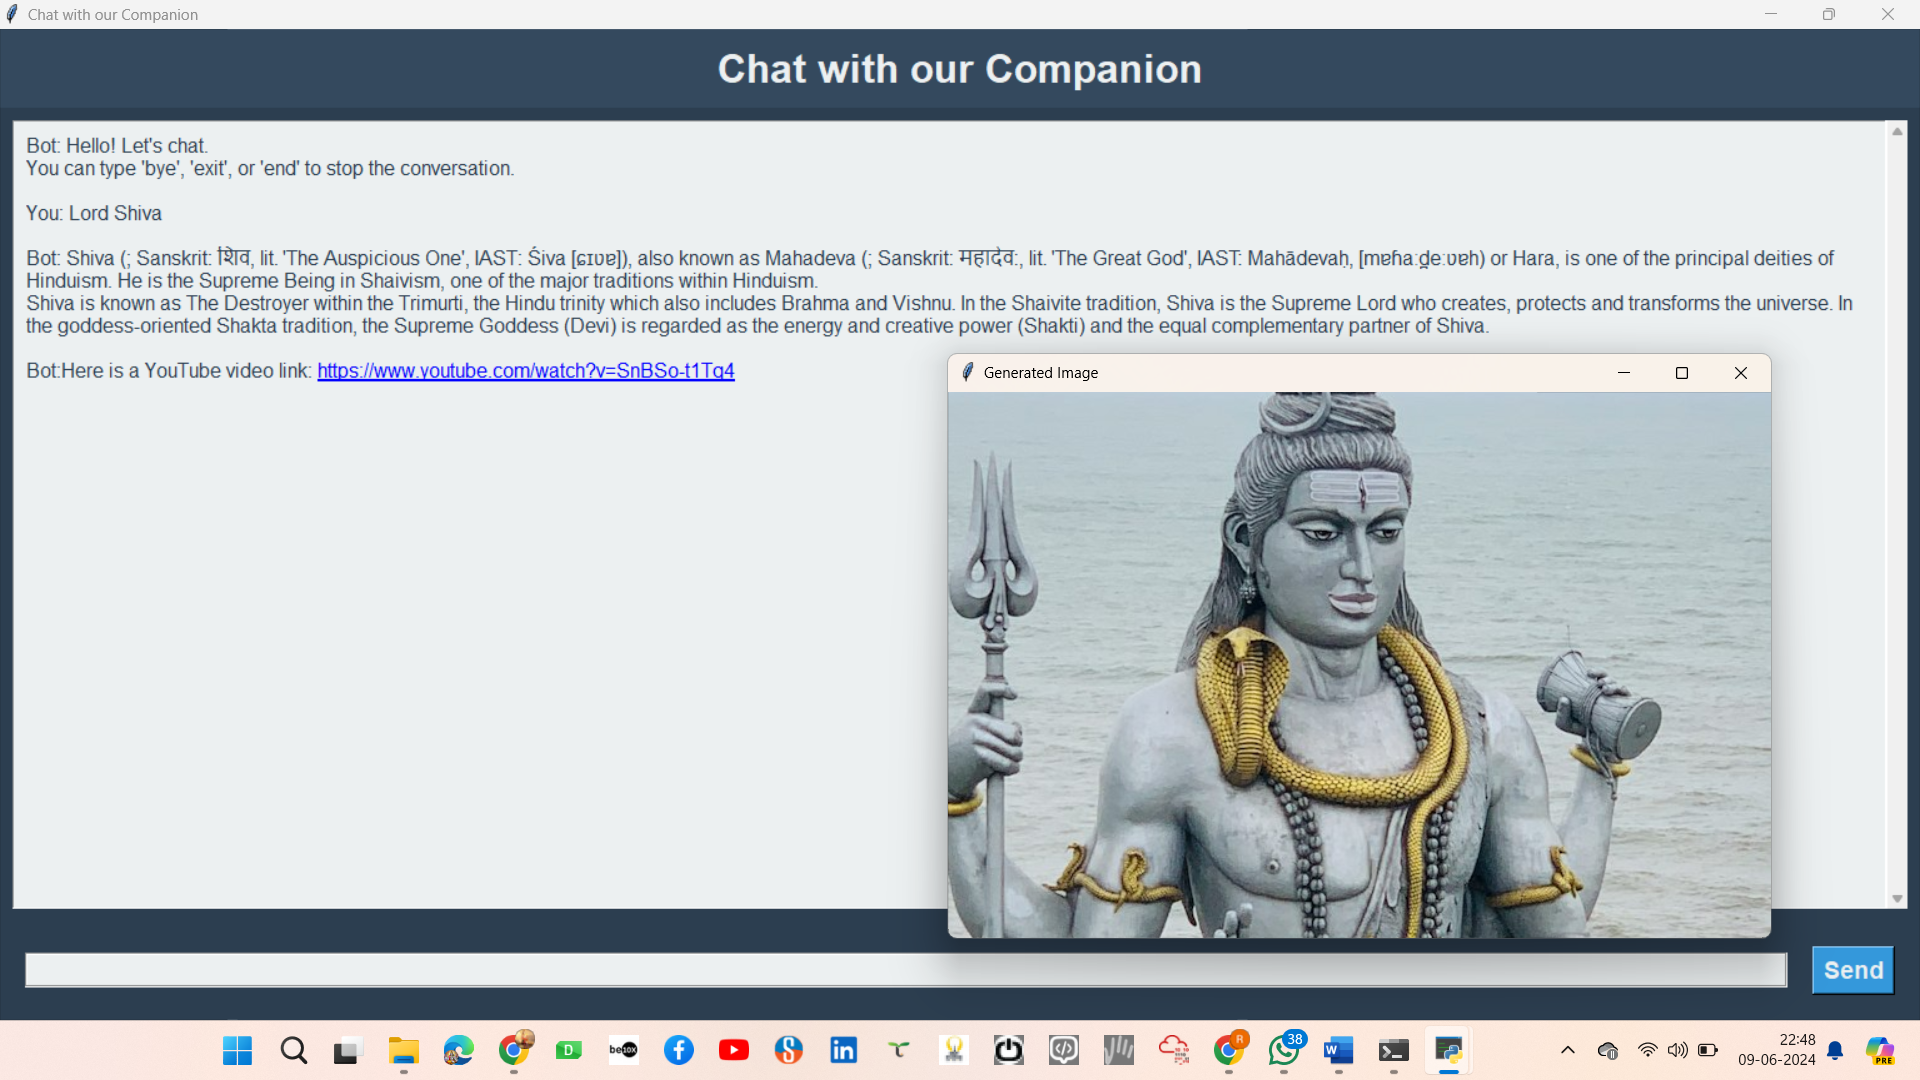 Chat with our Companion
Chat with our Companion
Bot: Hello! Let's chat.
You can type 'bye', 'exit', or 'end' to stop the conversation.
You: Lord Shiva
Bot: Shiva (; Sanskrit: शिव, lit. 'The Auspicious One', IAST: Śiva [ɕɪʋɐ]), also known as Mahadeva (; Sanskrit: महादेवः, lit. 'The Great God', IAST: Mahādevaḥ, [mɐɦaːd̪eːʋɐh) or Hara, is one of the principal deities of
Hinduism. He is the Supreme Being in Shaivism, one of the major traditions within Hinduism.
Shiva is known as The Destroyer within the Trimurti, the Hindu trinity which also includes Brahma and Vishnu. In the Shaivite tradition, Shiva is the Supreme Lord who creates, protects and transforms the universe. In
the goddess-oriented Shakta tradition, the Supreme Goddess (Devi) is regarded as the energy and creative power (Shakti) and the equal complementary partner of Shiva.
Bot:Here is a YouTube video link: https://www.youtube.com/watch?v=SnBSo-t1Tq4
Generated Image
Send
D
be10x
in
R
38
W
22:48
09-06-2024
PRE